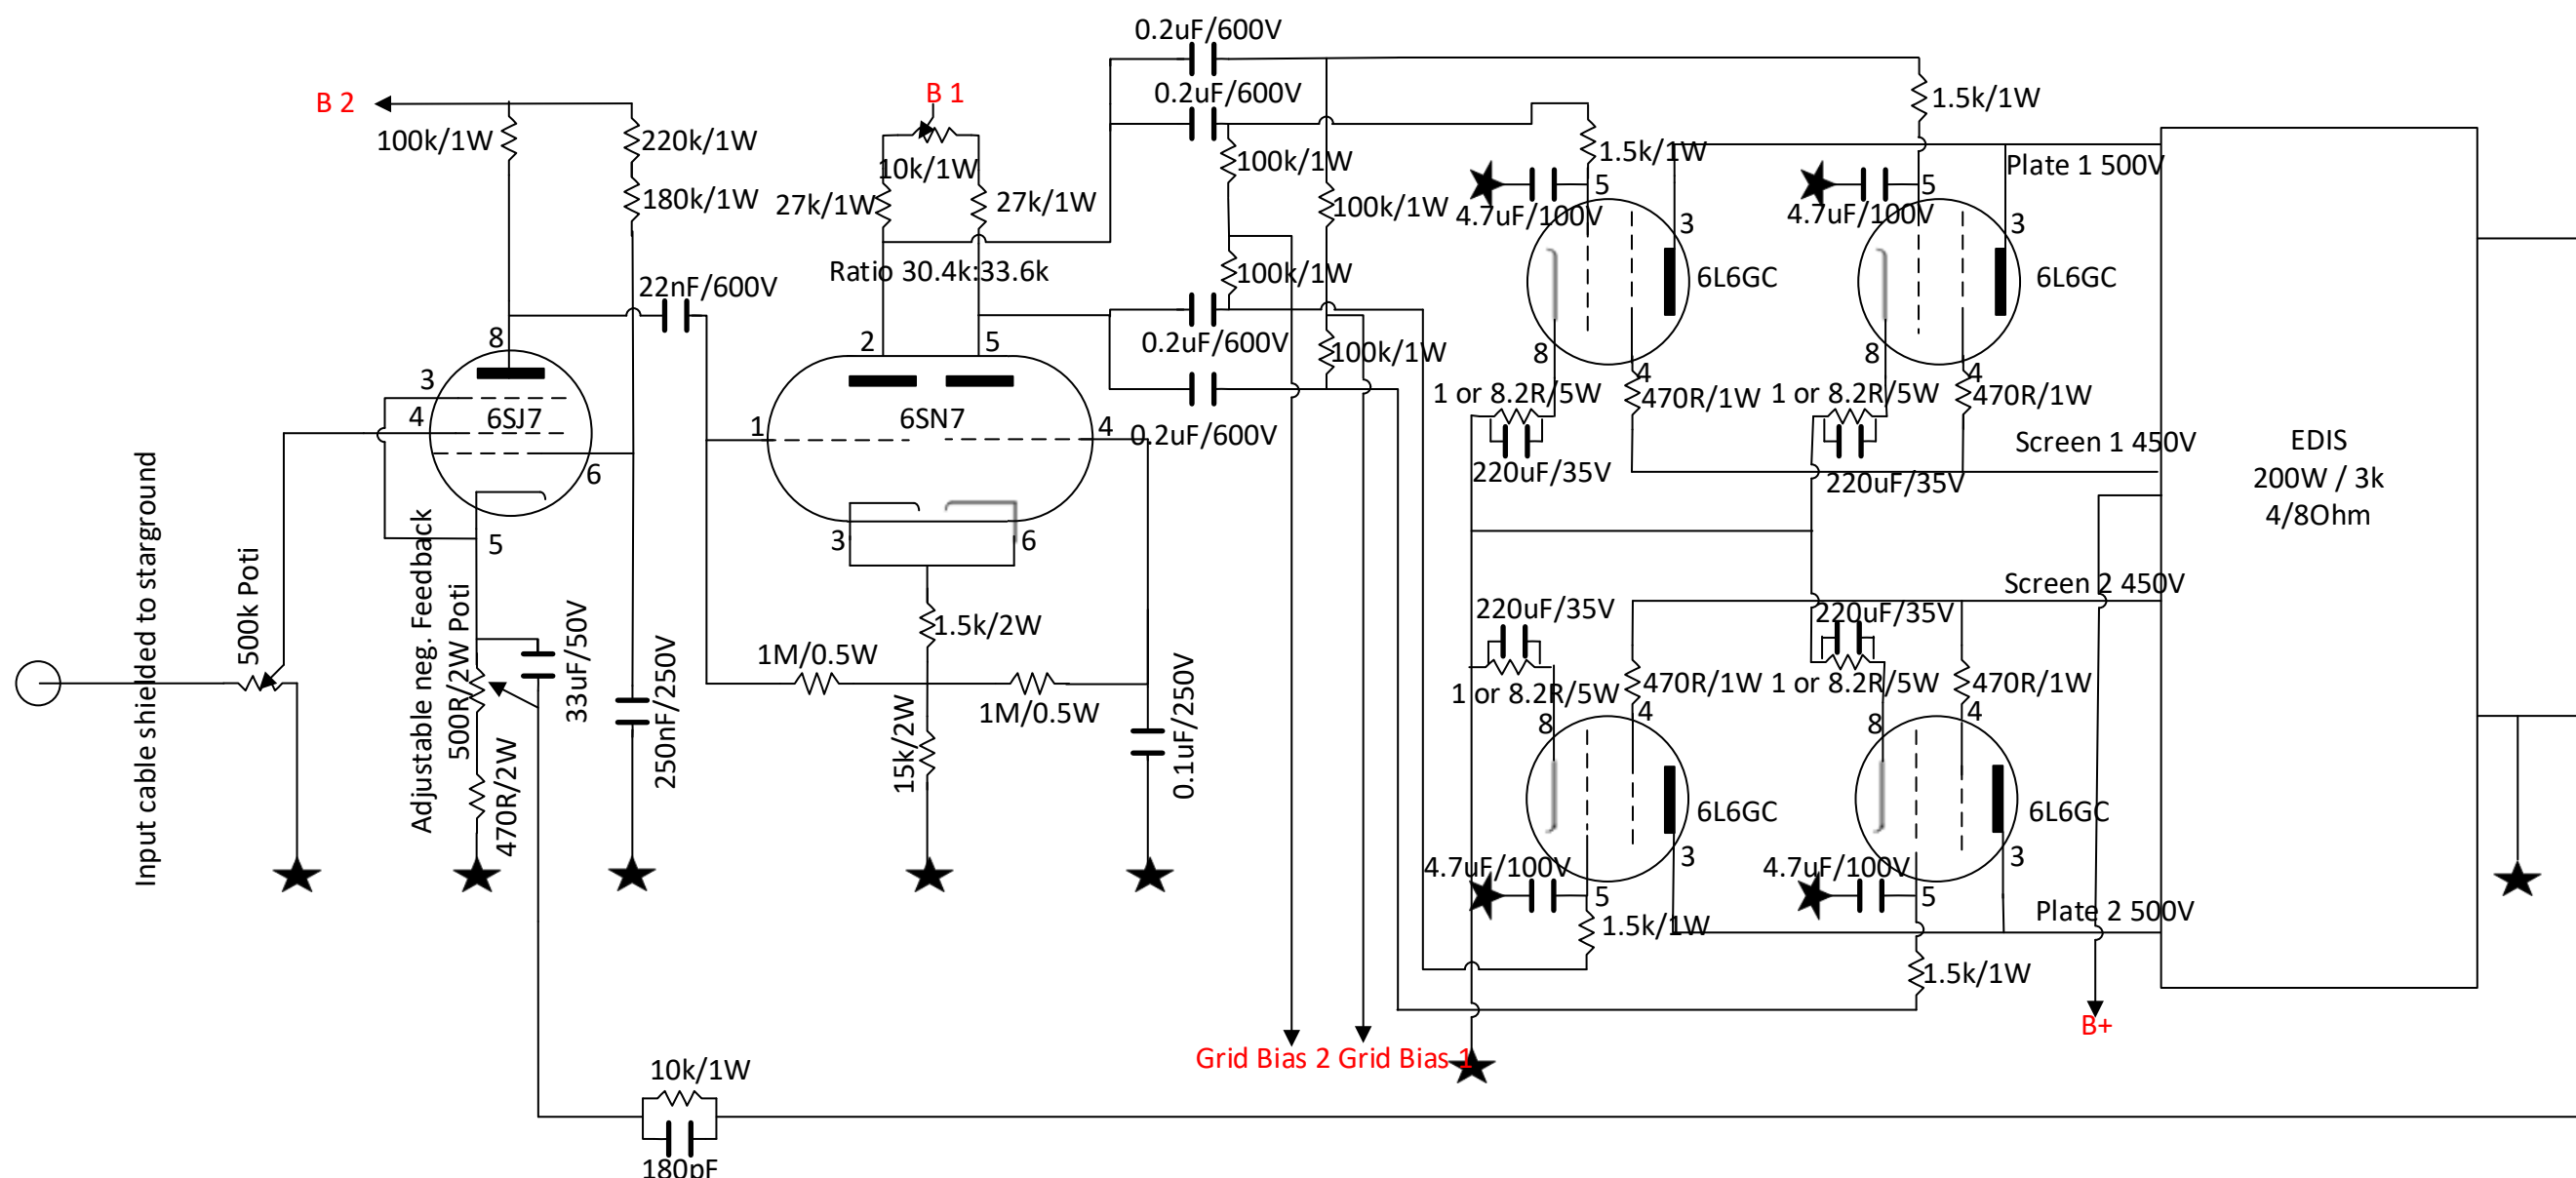 0.2uF/600V
B 2
B 1
0.2uF/600V
1.5k/1W
100k/1W
220k/1W
10k/1W
100k/1W
1.5k/1W
Plate 1 500V
180k/1W
27k/1W
27k/1W
100k/1W
5
5
4.7uF/100V
4.7uF/100V
3
3
Ratio 30.4k:33.6k
100k/1W
6L6GC
6L6GC
22nF/600V
8
2
5
0.2uF/600V
100k/1W
8
8
3
4
4
4
6SJ7
6SN7
1
4
1 or 8.2R/5W
470R/1W
1 or 8.2R/5W
470R/1W
0.2uF/600V
Screen 1 450V
EDIS
200W / 3k
4/8Ohm
6
220uF/35V
220uF/35V
5
3
6
Input cable shielded to starground
500k Poti
Adjustable neg. Feedback
500R/2W Poti
470R/2W
33uF/50V
250nF/250V
1.5k/2W
1M/0.5W
1M/0.5W
15k/2W
0.1uF/250V
Screen 2 450V
220uF/35V
220uF/35V
1 or 8.2R/5W
470R/1W
1 or 8.2R/5W
470R/1W
8
4
8
4
6L6GC
6L6GC
3
3
4.7uF/100V
4.7uF/100V
5
5
1.5k/1W
Plate 2 500V
1.5k/1W
B+
Grid Bias 2
Grid Bias 1
10k/1W
180pF